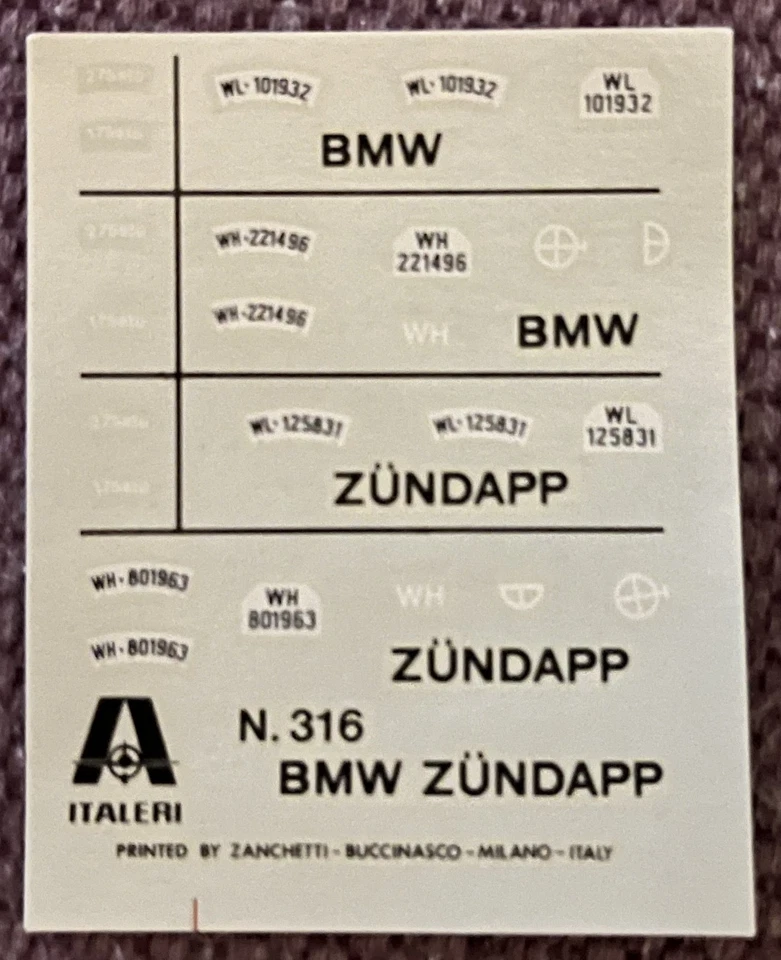 WL-101932 WL-101932 WL
101932
BMW
WH-221496 WH
221496
WH-221496 WH BMW
WL-125831 WL-125831 WL
125831
ZÜNDAPP
WH-801963 WH
801963 WH
WH-801963 ZÜNDAPP
N. 316
BMW ZÜNDAPP
ITALERI
PRINTED BY ZANCHETTI - BUCCINASCO - MILANO - ITALY